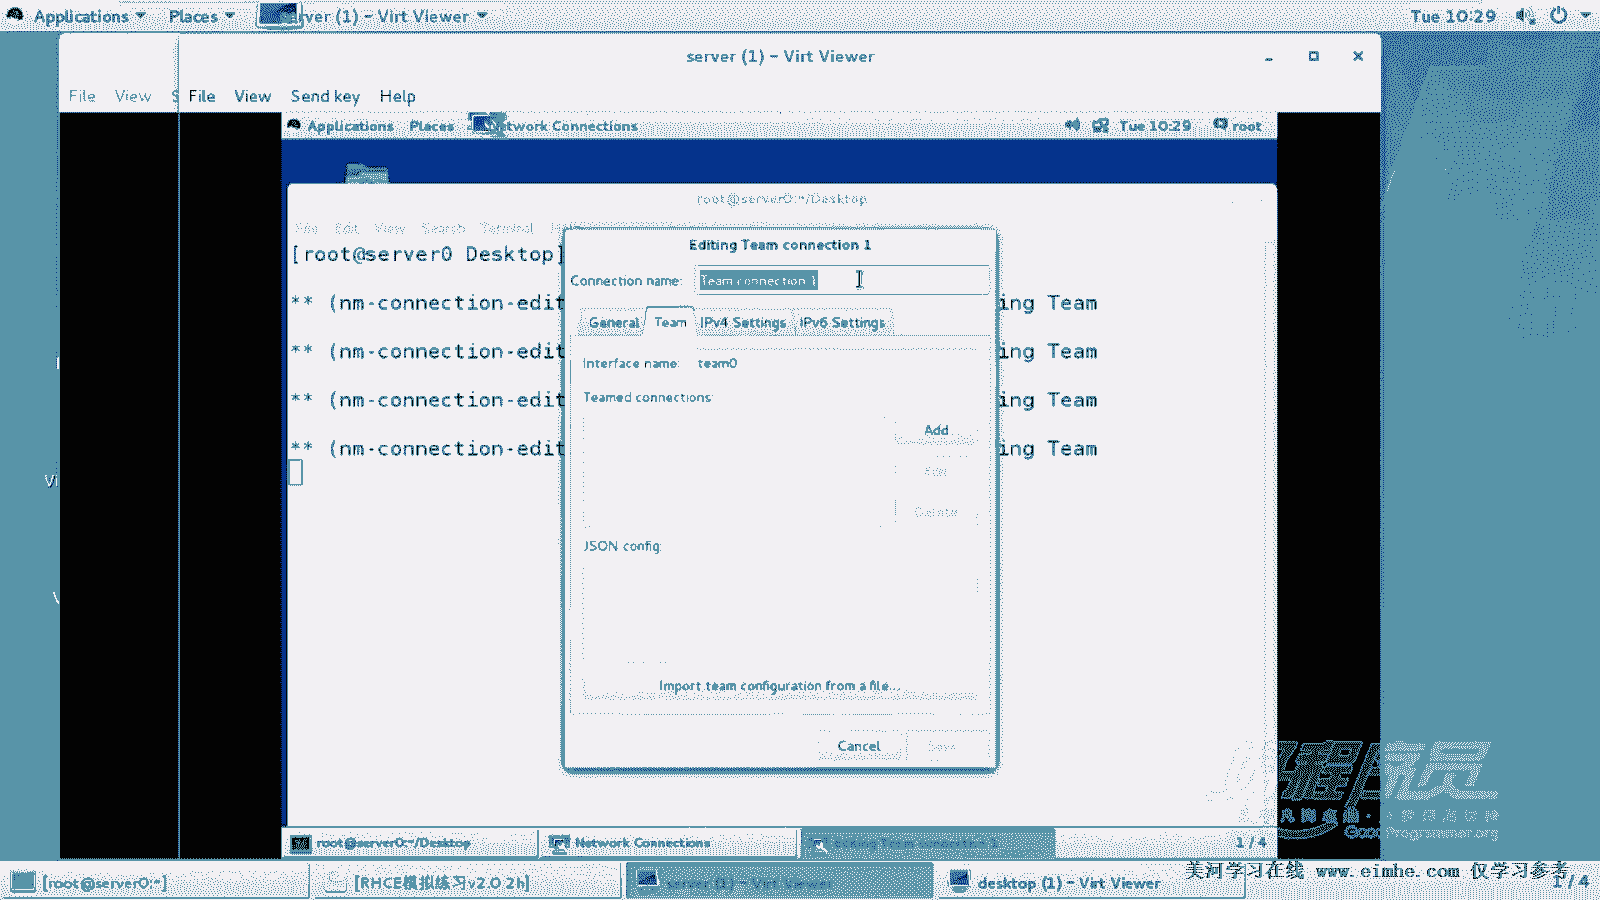 Applications Places server (1) – Virt Viewer Tue 10:29
server (1) – Virt Viewer
File View S File View Send key Help
Applications Places Network Connections Tue 10:29 root
root@server0:~/Desktop
File Edit View Search Terminal
[root@server0 Desktop]
Editing Team connection 1
Connection name: Team connection 1
** (nm-connection-edit ing Team
General Team IPv4 Settings IPv6 Settings
** (nm-connection-edit ing Team
Interface name: team0
Teamed connections:
** (nm-connection-edit ing Team
Add
** (nm-connection-edit ing Team
Edit
Delete
JSON config:
Import team configuration from a file...
Cancel Save
root@server0:~/Desktop Network Connections Editing Team connection 1 1 / 4
[root@server0:~] [RHCE模拟练习v2.0 2h] server (1) – Virt Viewer desktop (1) – Virt Viewer 1 / 4
Programmer.org
美河学习在线 www.eimhe.com 仅学习参考